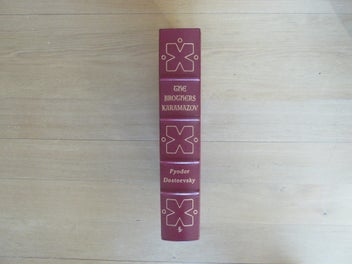 THE
BROTHERS
KARAMAZOV
Fyodor
Dostoevsky